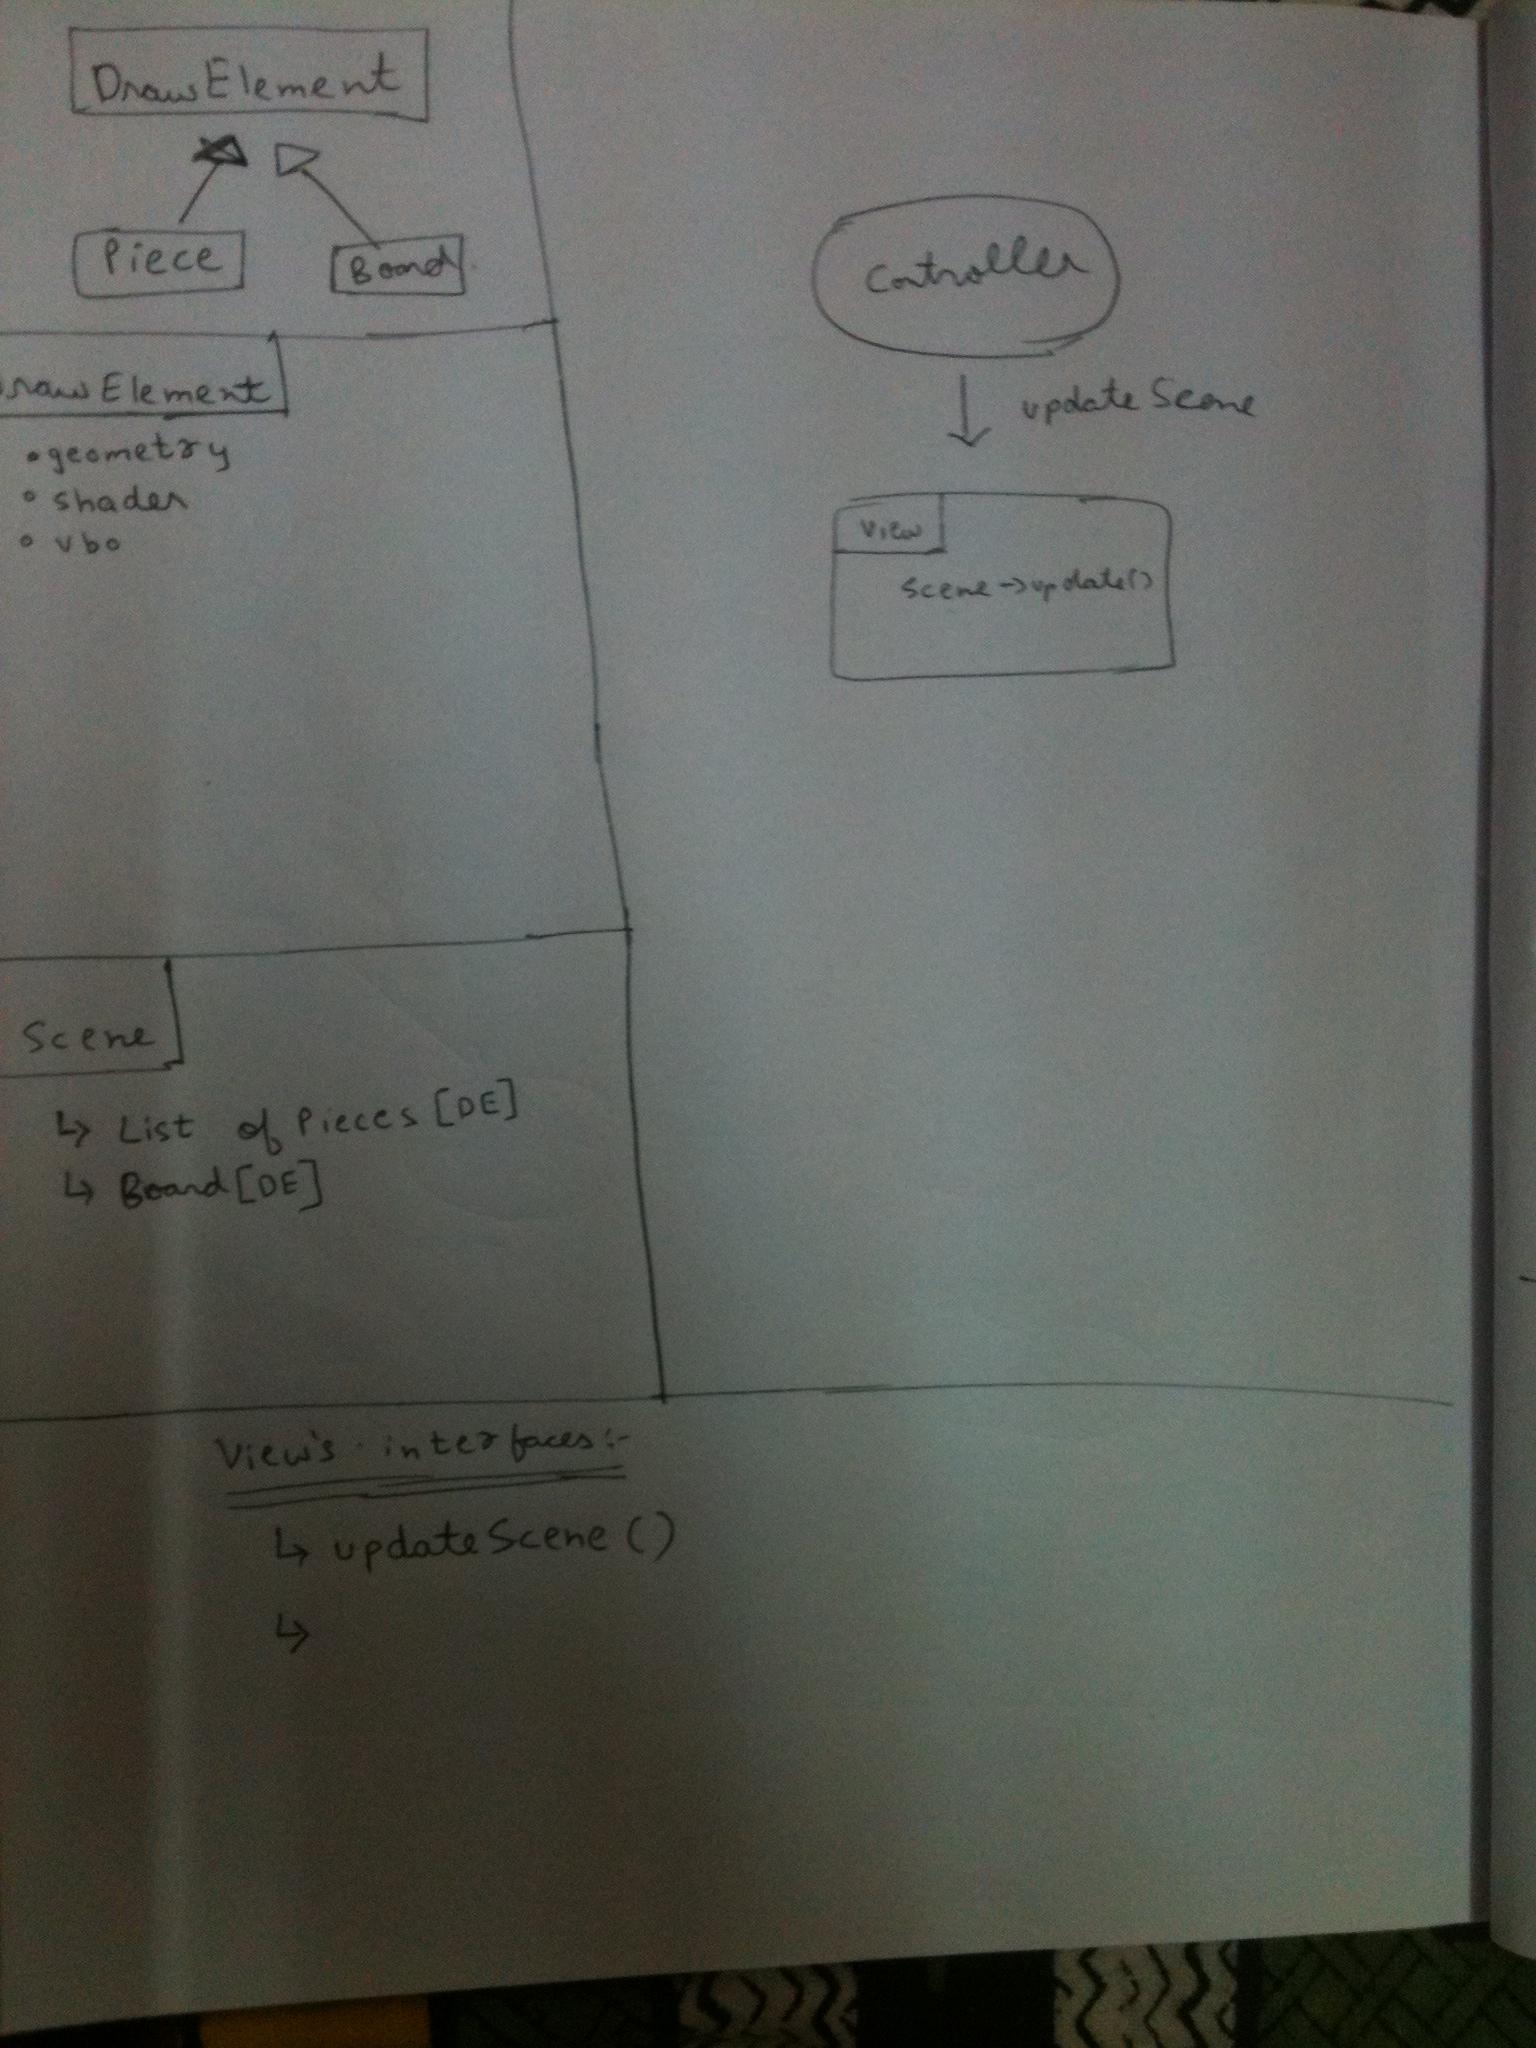 DrawElement
Piece
Board
DrawElement
• geometry
• shader
• vbo
Scene
↳ List of Pieces [DE]
↳ Board [DE]
View's interfaces:-
↳ updateScene ()
↳
Controller
↓ update Scene
View
scene->update()